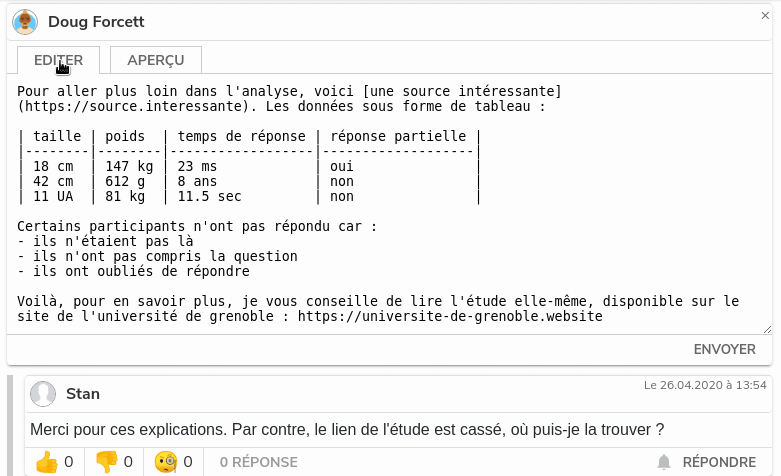 Doug Forcett
×
EDITER
APERÇU
Pour aller plus loin dans l'analyse, voici [une source intéressante]
(https://source.interessante). Les données sous forme de tableau :
| taille | poids  | temps de réponse | réponse partielle |
|--------|--------|------------------|-------------------|
| 18 cm  | 147 kg | 23 ms            | oui               |
| 42 cm  | 612 g  | 8 ans            | non               |
| 11 UA  | 81 kg  | 11.5 sec         | non               |
Certains participants n'ont pas répondu car :
- ils n'étaient pas là
- ils n'ont pas compris la question
- ils ont oubliés de répondre
Voilà, pour en savoir plus, je vous conseille de lire l'étude elle-même, disponible sur le
site de l'université de grenoble : https://universite-de-grenoble.website
ENVOYER
Stan
Le 26.04.2020 à 13:54
Merci pour ces explications. Par contre, le lien de l'étude est cassé, où puis-je la trouver ?
👍 0 👎 0 🧐 0 0 RÉPONSE
RÉPONDRE